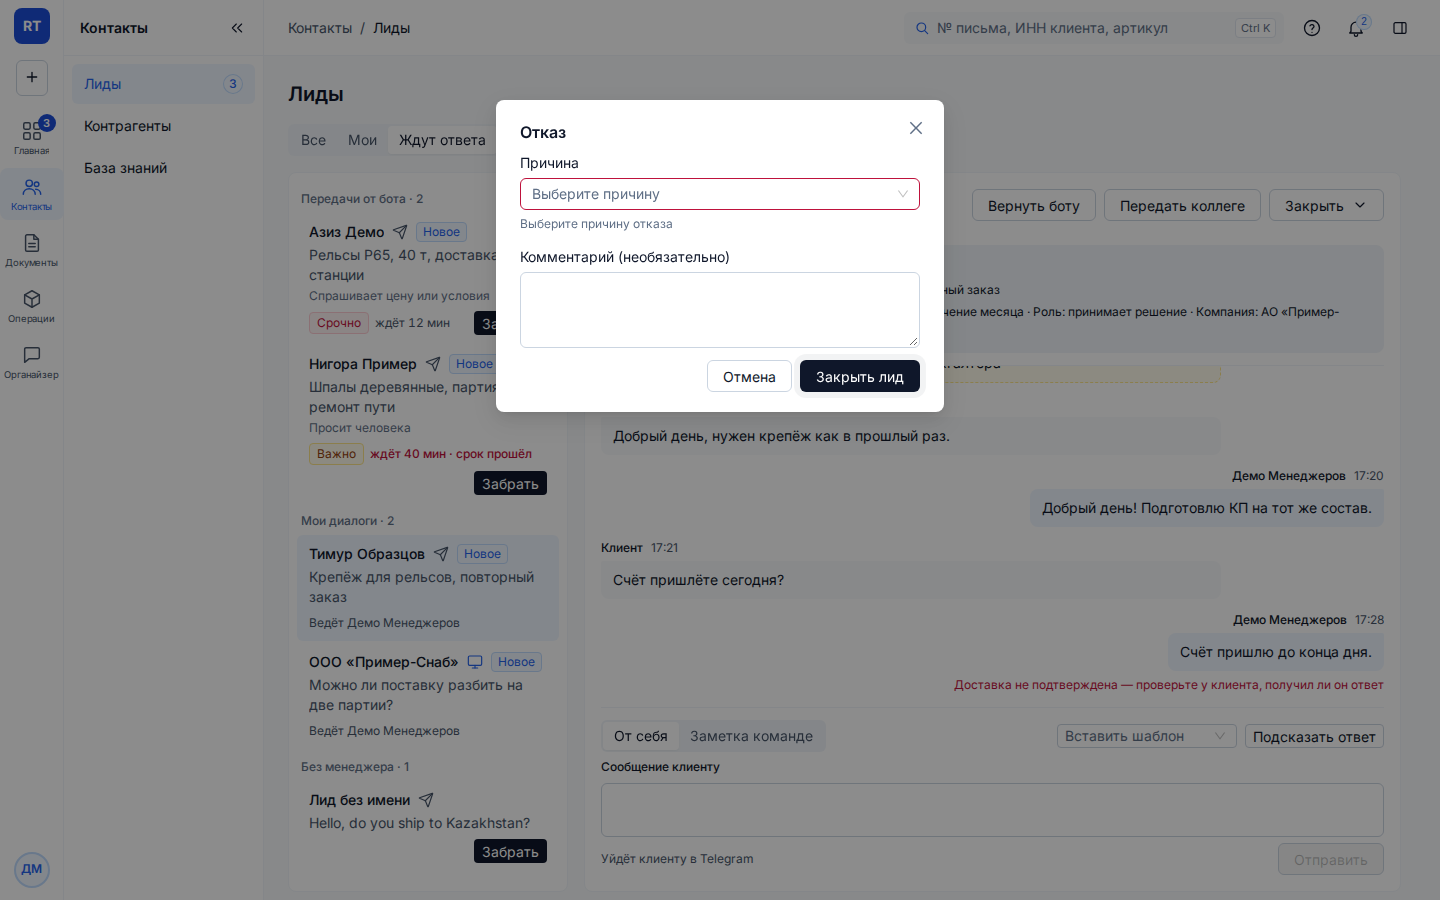 RT
Контакты
Контакты / Лиды
№ письма, ИНН клиента, артикул
Ctrl K
2
3
Главная
Контакты
Документы
Операции
Органайзер
ДМ
Лиды
3
Контрагенты
База знаний
Лиды
Все
Мои
Ждут ответа
Передачи от бота · 2
Азиз Демо
Новое
Рельсы Р65, 40 т, доставка
станции
Спрашивает цену или условия
Срочно
ждёт 12 мин
За
Нигора Пример
Новое
Шпалы деревянные, партия
ремонт пути
Просит человека
Важно
ждёт 40 мин · срок прошёл
Забрать
Мои диалоги · 2
Тимур Образцов
Новое
Крепёж для рельсов, повторный
заказ
Ведёт Демо Менеджеров
ООО «Пример-Снаб»
Новое
Можно ли поставку разбить на
две партии?
Ведёт Демо Менеджеров
Без менеджера · 1
Лид без имени
Hello, do you ship to Kazakhstan?
Забрать
Отказ
Причина
Выберите причину
Выберите причину отказа
Комментарий (необязательно)
Отмена
Закрыть лид
Вернуть боту
Передать коллеге
Закрыть
ный заказ
чение месяца · Роль: принимает решение · Компания: АО «Пример-
Добрый день, нужен крепёж как в прошлый раз.
Демо Менеджеров 17:20
Добрый день! Подготовлю КП на тот же состав.
Клиент 17:21
Счёт пришлёте сегодня?
Демо Менеджеров 17:28
Счёт пришлю до конца дня.
Доставка не подтверждена — проверьте у клиента, получил ли он ответ
От себя
Заметка команде
Вставить шаблон
Подсказать ответ
Сообщение клиенту
Уйдёт клиенту в Telegram
Отправить